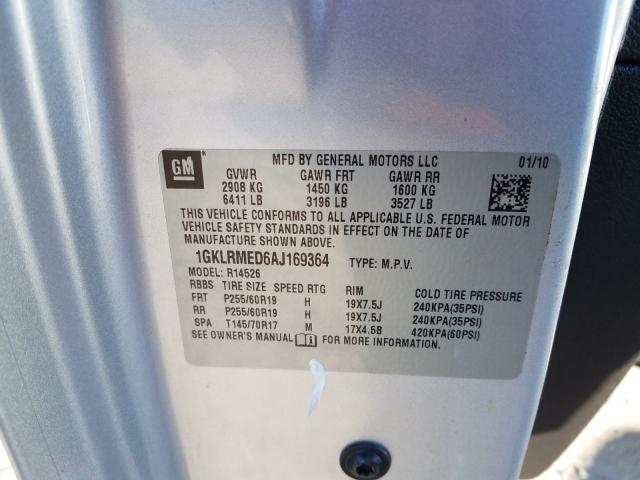 GM
MFD BY GENERAL MOTORS LLC 01/10
GVWR GAWR FRT GAWR RR
2908 KG 1450 KG 1600 KG
6411 LB 3196 LB 3527 LB
THIS VEHICLE CONFORMS TO ALL APPLICABLE U.S. FEDERAL MOTOR
VEHICLE SAFETY STANDARDS IN EFFECT ON THE DATE OF
MANUFACTURE SHOWN ABOVE.
1GKLRMED6AJ169364 TYPE: M.P.V.
MODEL: R14526
RBBS TIRE SIZE SPEED RTG RIM COLD TIRE PRESSURE
FRT P255/60R19 H 19X7.5J 240KPA(35PSI)
RR P255/60R19 H 19X7.5J 240KPA(35PSI)
SPA T145/70R17 M 17X4.5B 420KPA(60PSI)
SEE OWNER'S MANUAL FOR MORE INFORMATION.